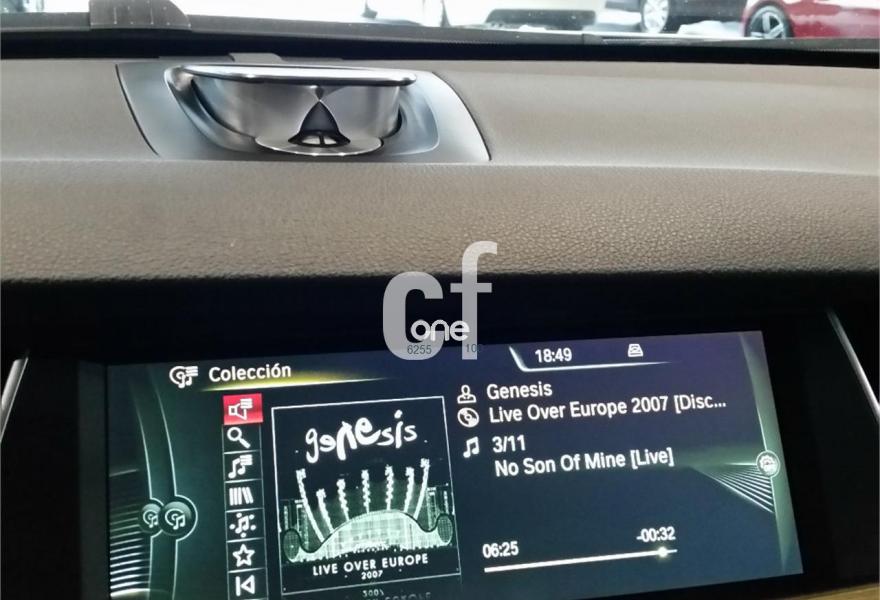 cf
one
6255
Colección
18:49
Genesis
Live Over Europe 2007 [Disc...
3/11
No Son Of Mine [Live]
06:25
-00:32
genesis
LIVE OVER EUROPE
2007